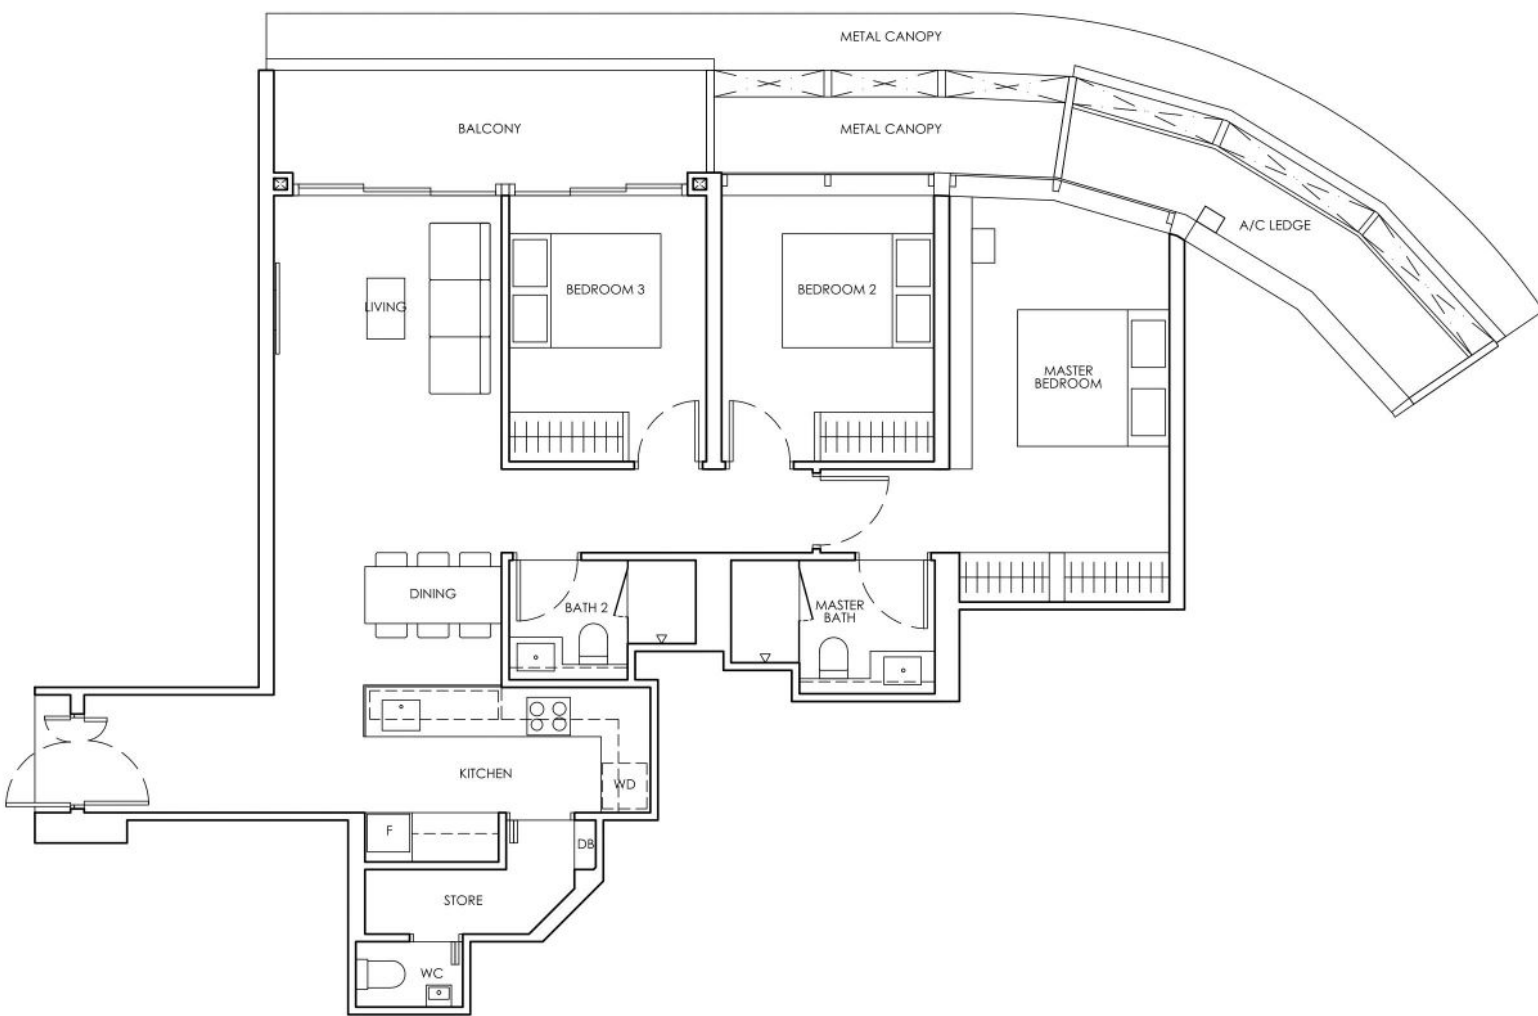 METAL CANOPY
BALCONY
METAL CANOPY
A/C LEDGE
LIVING
BEDROOM 3
BEDROOM 2
MASTER
BEDROOM
DINING
BATH 2
MASTER
BATH
KITCHEN
WD
F
DB
STORE
WC